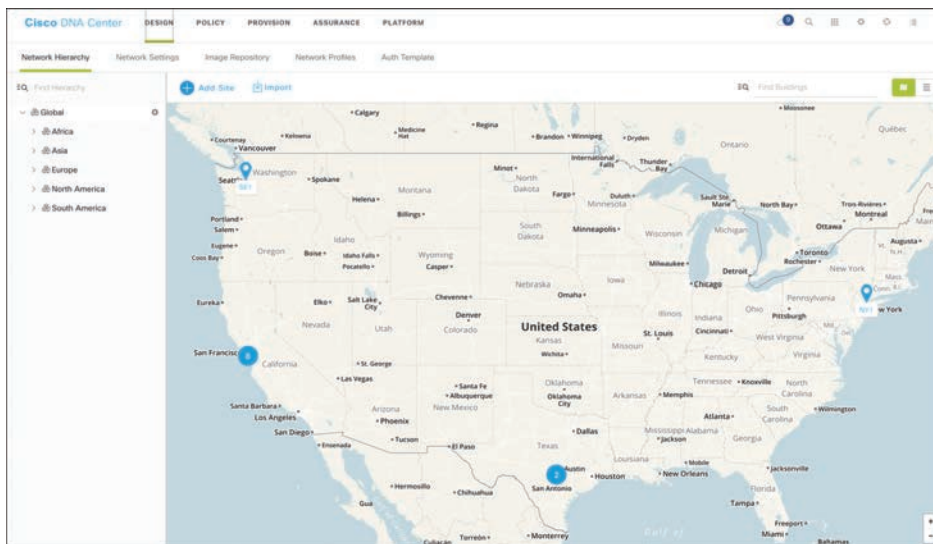 Cisco DNA Center DESIGN POLICY PROVISION ASSURANCE PLATFORM
Network Hierarchy Network Settings Image Repository Network Profiles Auth Template
Find Hierarchy
Add Site Import
Find Buildings
Global
Africa
Asia
Europe
North America
South America
Moosonee
Calgary
Medicine Hat
Regina
Courtenay
Kelowna
Brandon
Winnipeg
Dryden
Ontario
Québec
Vancouver
International Falls
Thunder Bay
Washington
Spokane
Minot
North Dakota
Montana
Helena
Fargo
Duluth
Minnesota
Sault Ste. Marie
North Bay
Trois-Rivières
Montreal
Ottawa
Portland
Salem
Billings
South Dakota
Minneapolis
Wisconsin
Michigan
Toronto
Augusta
Eugene
Coos Bay
Oregon
Boise
Idaho
Idaho Falls
Pocatello
Wyoming
Casper
Milwaukee
Rochester
New York
Detroit
Mass.
Conn.
Chicago
Eureka
Elko
Salt Lake City
Cheyenne
Nebraska
Omaha
Iowa
Pennsylvania
NY1
Pittsburgh
Ohio
Illinois
Indiana
Nevada
Utah
Denver
Colorado
United States
Kansas
St. Louis
Missouri
Cincinnati
West Virginia
Virginia
Kentucky
Wichita
California
St. George
Las Vegas
Santa Fe
Albuquerque
New Mexico
Oklahoma
Oklahoma City
Arkansas
Memphis
Tennessee
Knoxville
North Carolina
Santa Barbara
Los Angeles
Arizona
Phoenix
South Carolina
Wilmington
Atlanta
San Diego
Ensenada
Tucson
El Paso
Dallas
Mississippi
Alabama
Jackson
Georgia
Texas
Louisiana
Mobile
Jacksonville
2
Austin
Houston
New Orleans
San Antonio
Florida
Hermosillo
Chihuahua
Tampa
Gulf of
Freeport
Miami
Bahamas
Culiacán
Torreón
Monterrey